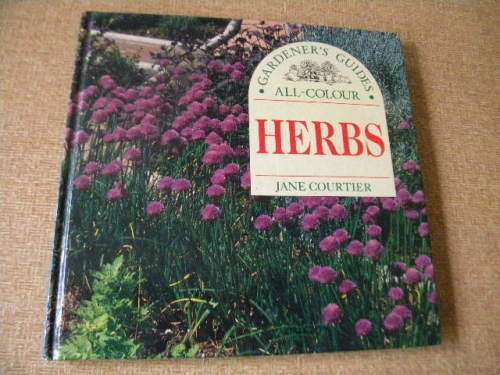 · GARDENER'S GUIDES ·
ALL-COLOUR
HERBS
JANE COURTIER